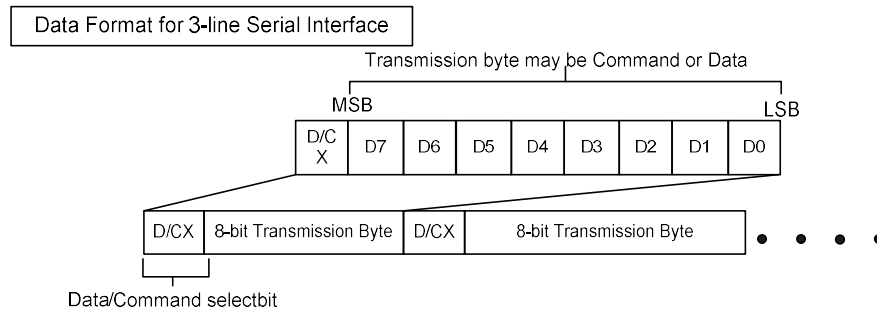 Data Format for 3-line Serial Interface
Transmission byte may be Command or Data
MSB
LSB
D/C
X
D7
D6
D5
D4
D3
D2
D1
D0
D/CX
8-bit Transmission Byte
D/CX
8-bit Transmission Byte
Data/Command selectbit